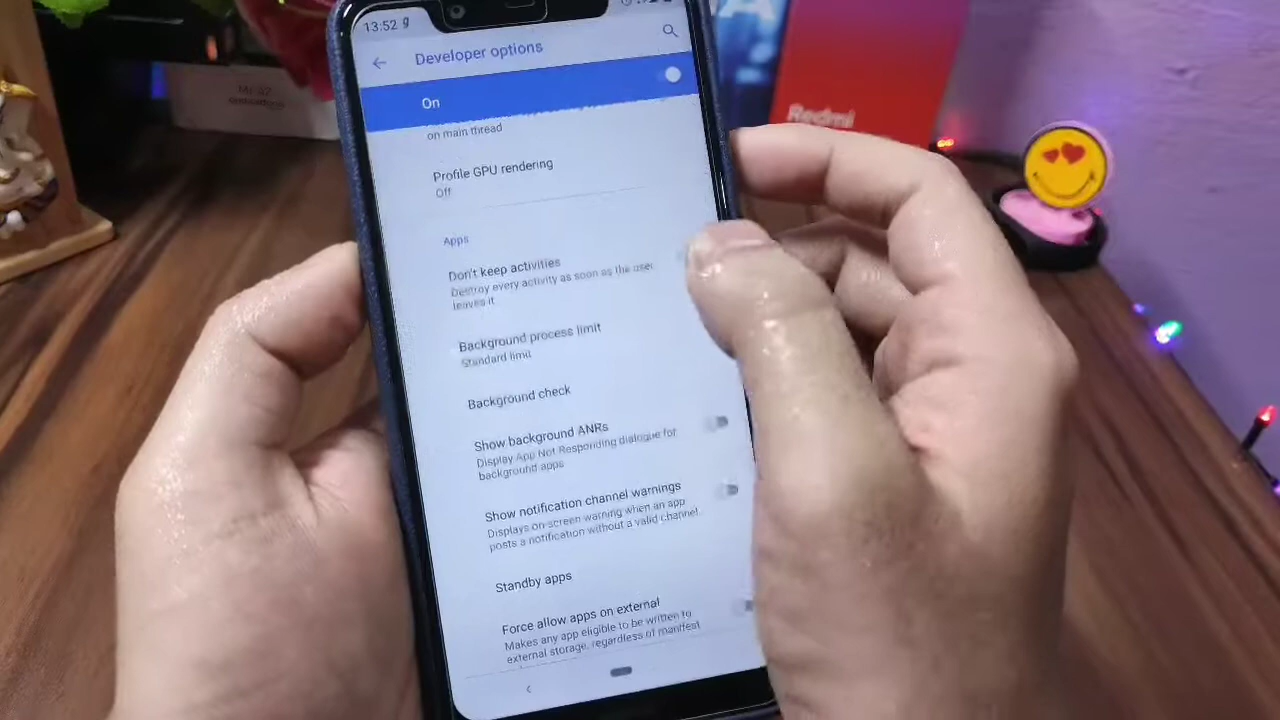 13:52
Developer options
On
on main thread
Profile GPU rendering
Off
Apps
Don't keep activities
Destroy every activity as soon as the user
leaves it
Background process limit
Standard limit
Background check
Show background ANRs
Display App Not Responding dialogue for
background apps
Show notification channel warnings
Displays on-screen warning when an app
posts a notification without a valid channel
Standby apps
Force allow apps on external
Makes any app eligible to be written to
external storage, regardless of manifest
Mi A2
Redmi